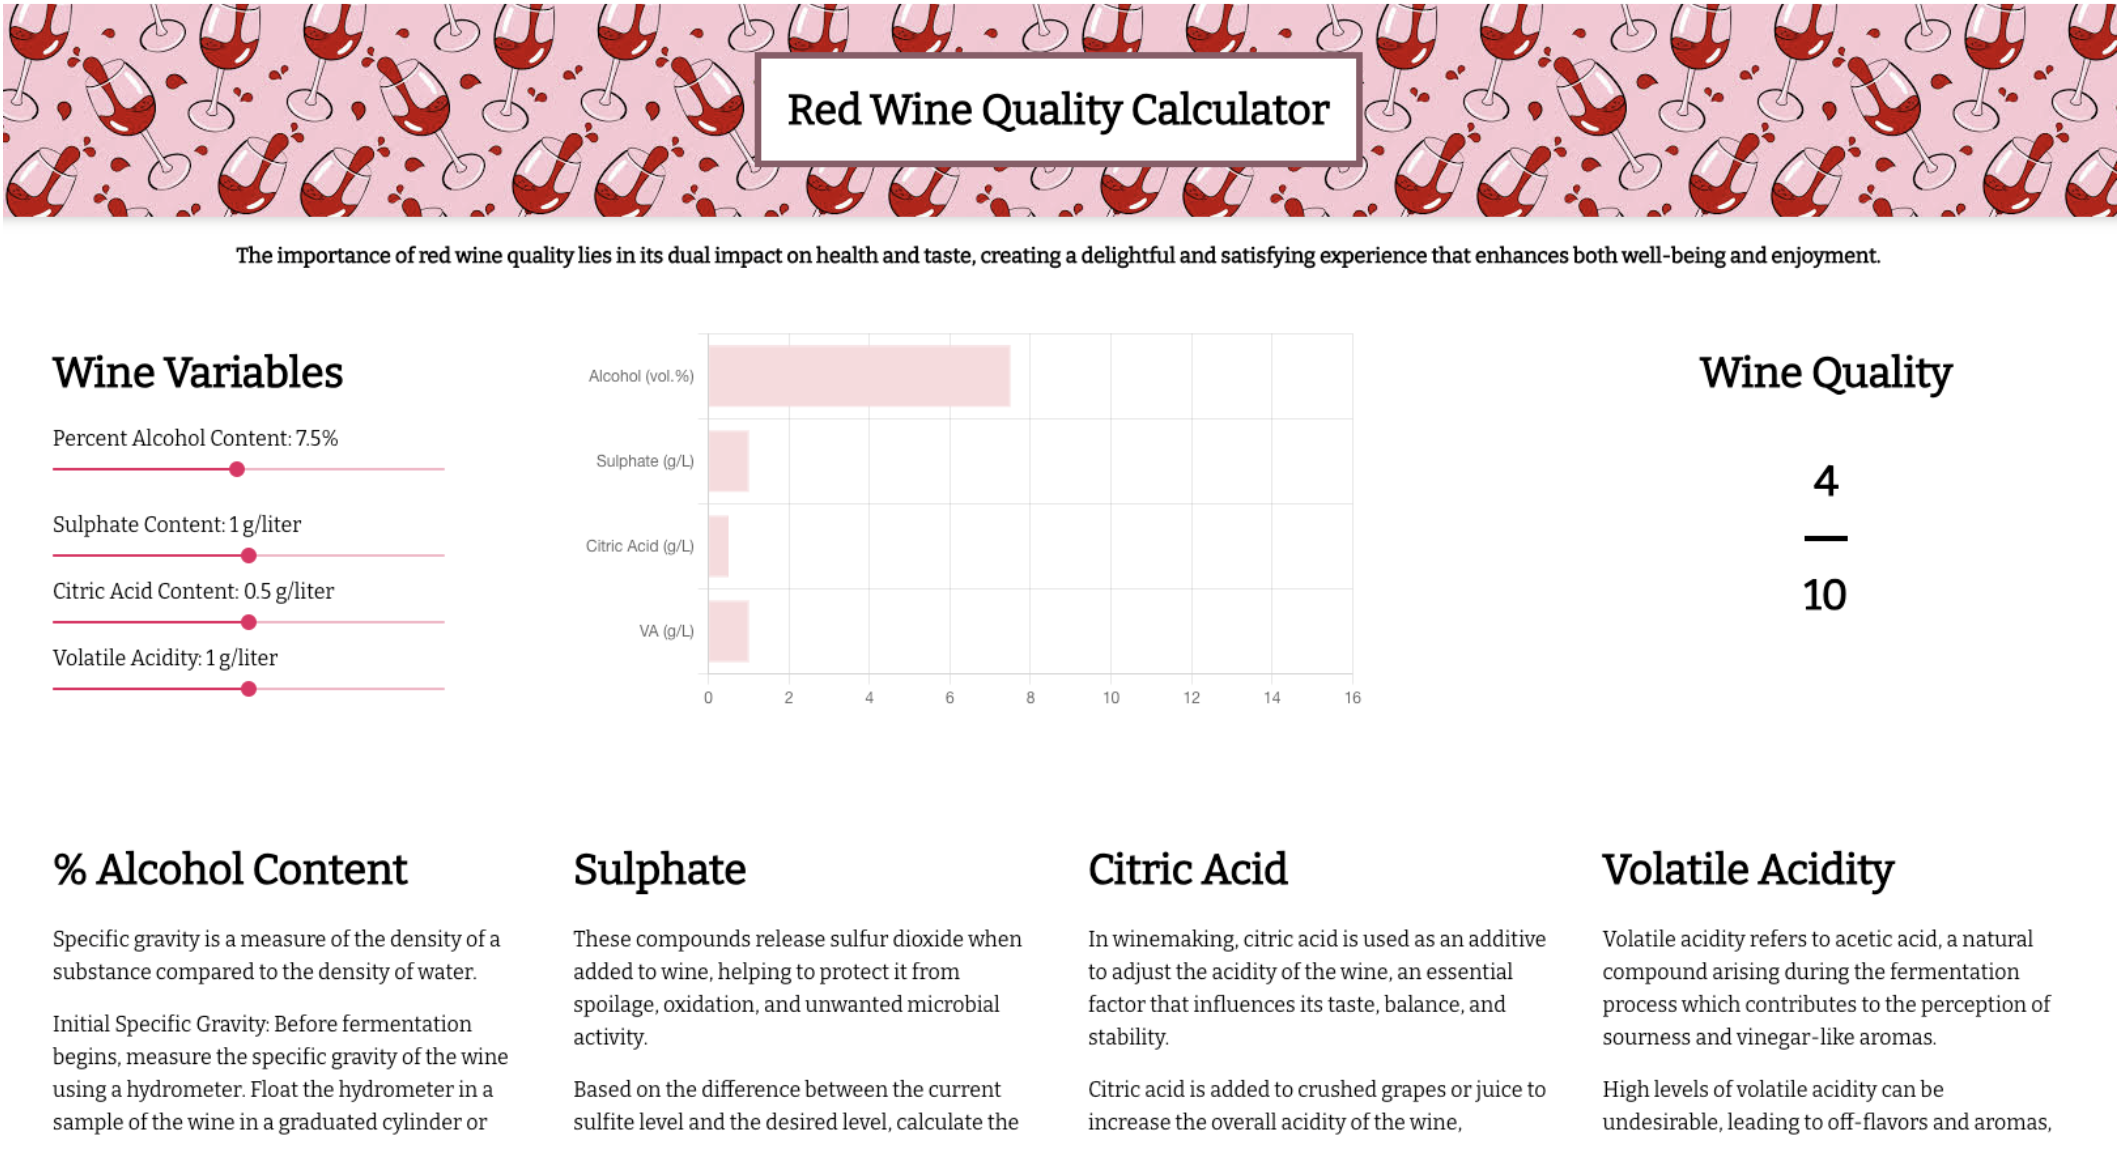 Red Wine Quality Calculator
The importance of red wine quality lies in its dual impact on health and taste, creating a delightful and satisfying experience that enhances both well-being and enjoyment.
Wine Variables
Percent Alcohol Content: 7.5%
Sulphate Content: 1 g/liter
Citric Acid Content: 0.5 g/liter
Volatile Acidity: 1 g/liter
Alcohol (vol.%)
Sulphate (g/L)
Citric Acid (g/L)
VA (g/L)
0 2 4 6 8 10 12 14 16
Wine Quality
4
10
% Alcohol Content
Specific gravity is a measure of the density of a
substance compared to the density of water.
Initial Specific Gravity: Before fermentation
begins, measure the specific gravity of the wine
using a hydrometer. Float the hydrometer in a
sample of the wine in a graduated cylinder or
Sulphate
These compounds release sulfur dioxide when
added to wine, helping to protect it from
spoilage, oxidation, and unwanted microbial
activity.
Based on the difference between the current
sulfite level and the desired level, calculate the
Citric Acid
In winemaking, citric acid is used as an additive
to adjust the acidity of the wine, an essential
factor that influences its taste, balance, and
stability.
Citric acid is added to crushed grapes or juice to
increase the overall acidity of the wine,
Volatile Acidity
Volatile acidity refers to acetic acid, a natural
compound arising during the fermentation
process which contributes to the perception of
sourness and vinegar-like aromas.
High levels of volatile acidity can be
undesirable, leading to off-flavors and aromas,